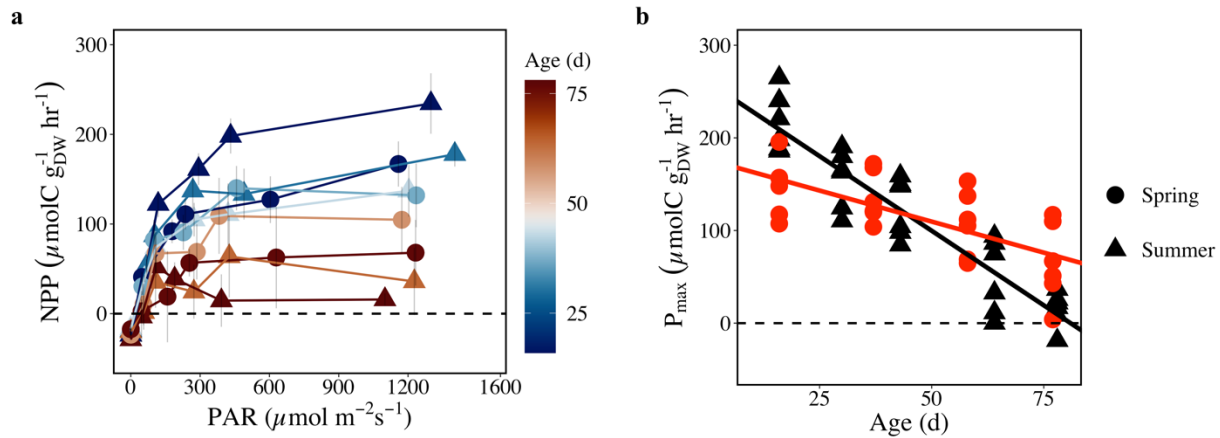 a
NPP (µmolC g⁻¹DW hr⁻¹)
300
200
100
0
0 300 600 900 1200 1600
PAR (µmol m⁻²s⁻¹)
Age (d)
75
50
25
b
Pmax (µmolC g⁻¹DW hr⁻¹)
300
200
100
0
25 50 75
Age (d)
Spring
Summer